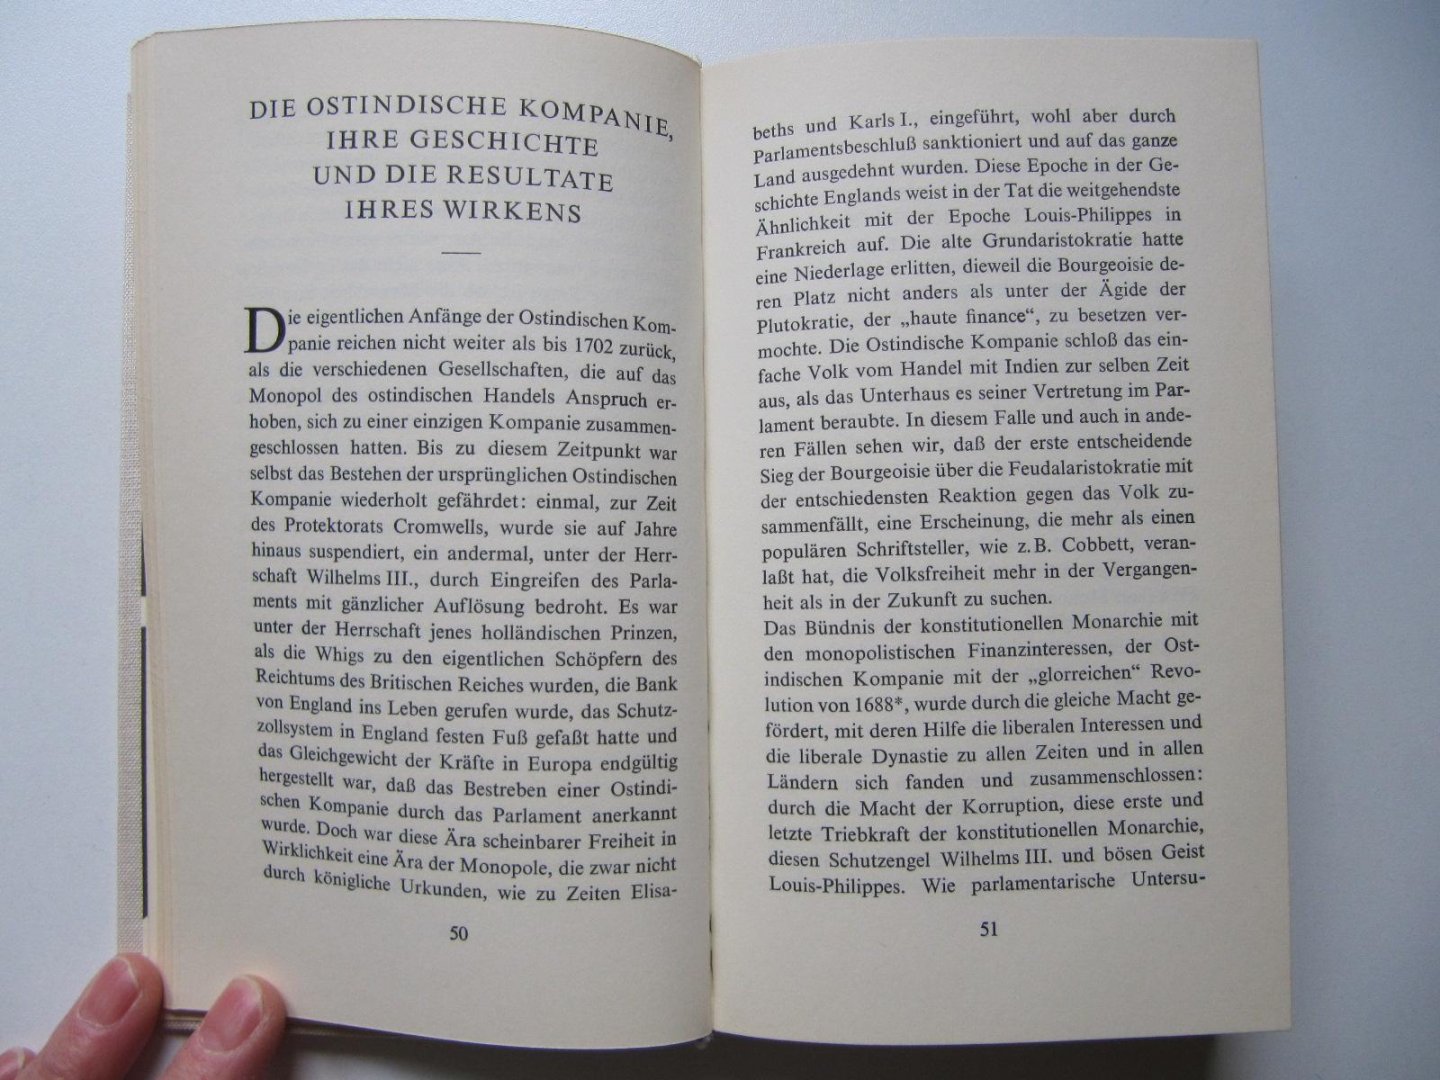 DIE OSTINDISCHE KOMPANIE,
IHRE GESCHICHTE
UND DIE RESULTATE
IHRES WIRKENS
Die eigentlichen Anfänge der Ostindischen Kom-
panie reichen nicht weiter als bis 1702 zurück,
als die verschiedenen Gesellschaften, die auf das
Monopol des ostindischen Handels Anspruch er-
hoben, sich zu einer einzigen Kompanie zusammen-
geschlossen hatten. Bis zu diesem Zeitpunkt war
selbst das Bestehen der ursprünglichen Ostindischen
Kompanie wiederholt gefährdet: einmal, zur Zeit
des Protektorats Cromwells, wurde sie auf Jahre
hinaus suspendiert, ein andermal, unter der Herr-
schaft Wilhelms III., durch Eingreifen des Parla-
ments mit gänzlicher Auflösung bedroht. Es war
unter der Herrschaft jenes holländischen Prinzen,
als die Whigs zu den eigentlichen Schöpfern des
Reichtums des Britischen Reiches wurden, die Bank
von England ins Leben gerufen wurde, das Schutz-
zollsystem in England festen Fuß gefaßt hatte und
das Gleichgewicht der Kräfte in Europa endgültig
hergestellt war, daß das Bestreben einer Ostindi-
schen Kompanie durch das Parlament anerkannt
wurde. Doch war diese Ära scheinbarer Freiheit in
Wirklichkeit eine Ära der Monopole, die zwar nicht
durch königliche Urkunden, wie zu Zeiten Elisa-
50
beths und Karls I., eingeführt, wohl aber durch
Parlamentsbeschluß sanktioniert und auf das ganze
Land ausgedehnt wurden. Diese Epoche in der Ge-
schichte Englands weist in der Tat die weitgehendste
Ähnlichkeit mit der Epoche Louis-Philippes in
Frankreich auf. Die alte Grundaristokratie hatte
eine Niederlage erlitten, dieweil die Bourgeoisie de-
ren Platz nicht anders als unter der Ägide der
Plutokratie, der „haute finance“, zu besetzen ver-
mochte. Die Ostindische Kompanie schloß das ein-
fache Volk vom Handel mit Indien zur selben Zeit
aus, als das Unterhaus es seiner Vertretung im Par-
lament beraubte. In diesem Falle und auch in ande-
ren Fällen sehen wir, daß der erste entscheidende
Sieg der Bourgeoisie über die Feudalaristokratie mit
der entschiedensten Reaktion gegen das Volk zu-
sammenfällt, eine Erscheinung, die mehr als einen
populären Schriftsteller, wie z.B. Cobbett, veran-
laßt hat, die Volksfreiheit mehr in der Vergangen-
heit als in der Zukunft zu suchen.
Das Bündnis der konstitutionellen Monarchie mit
den monopolistischen Finanzinteressen, der Ost-
indischen Kompanie mit der „glorreichen“ Revo-
lution von 1688*, wurde durch die gleiche Macht ge-
fördert, mit deren Hilfe die liberalen Interessen und
die liberale Dynastie zu allen Zeiten und in allen
Ländern sich fanden und zusammenschlossen:
durch die Macht der Korruption, diese erste und
letzte Triebkraft der konstitutionellen Monarchie,
diesen Schutzengel Wilhelms III. und bösen Geist
Louis-Philippes. Wie parlamentarische Untersu-
51